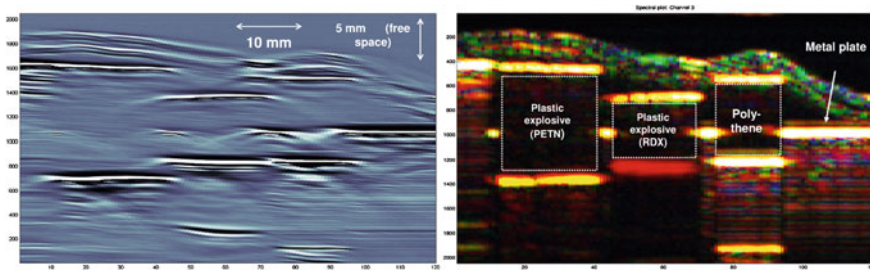 2000
1800
1600
1400
1200
1000
800
600
400
200
10 20 30 40 50 60 70 80 90 100 110 120
10 mm
5 mm (free
space)
Spectral plot Channel 3
200
400
600
800
1000
1200
1400
1600
1800
2000
20 40 60 80 100
Plastic
explosive
(PETN)
Plastic
explosive
(RDX)
Poly-
thene
Metal plate